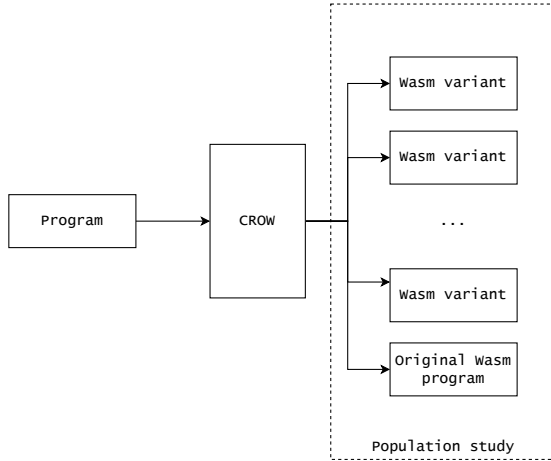 Wasm variant
Wasm variant
Program
CROW
...
Wasm variant
Original Wasm
program
Population study